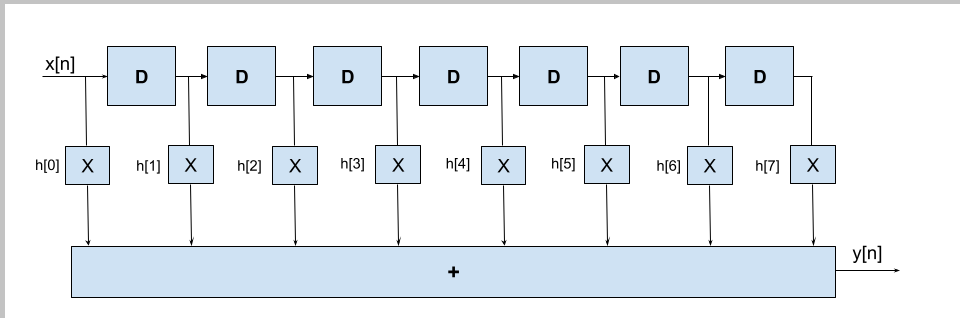 x[n]
D D D D D D D
h[0] X h[1] X h[2] X h[3] X h[4] X h[5] X h[6] X h[7] X
+
y[n]